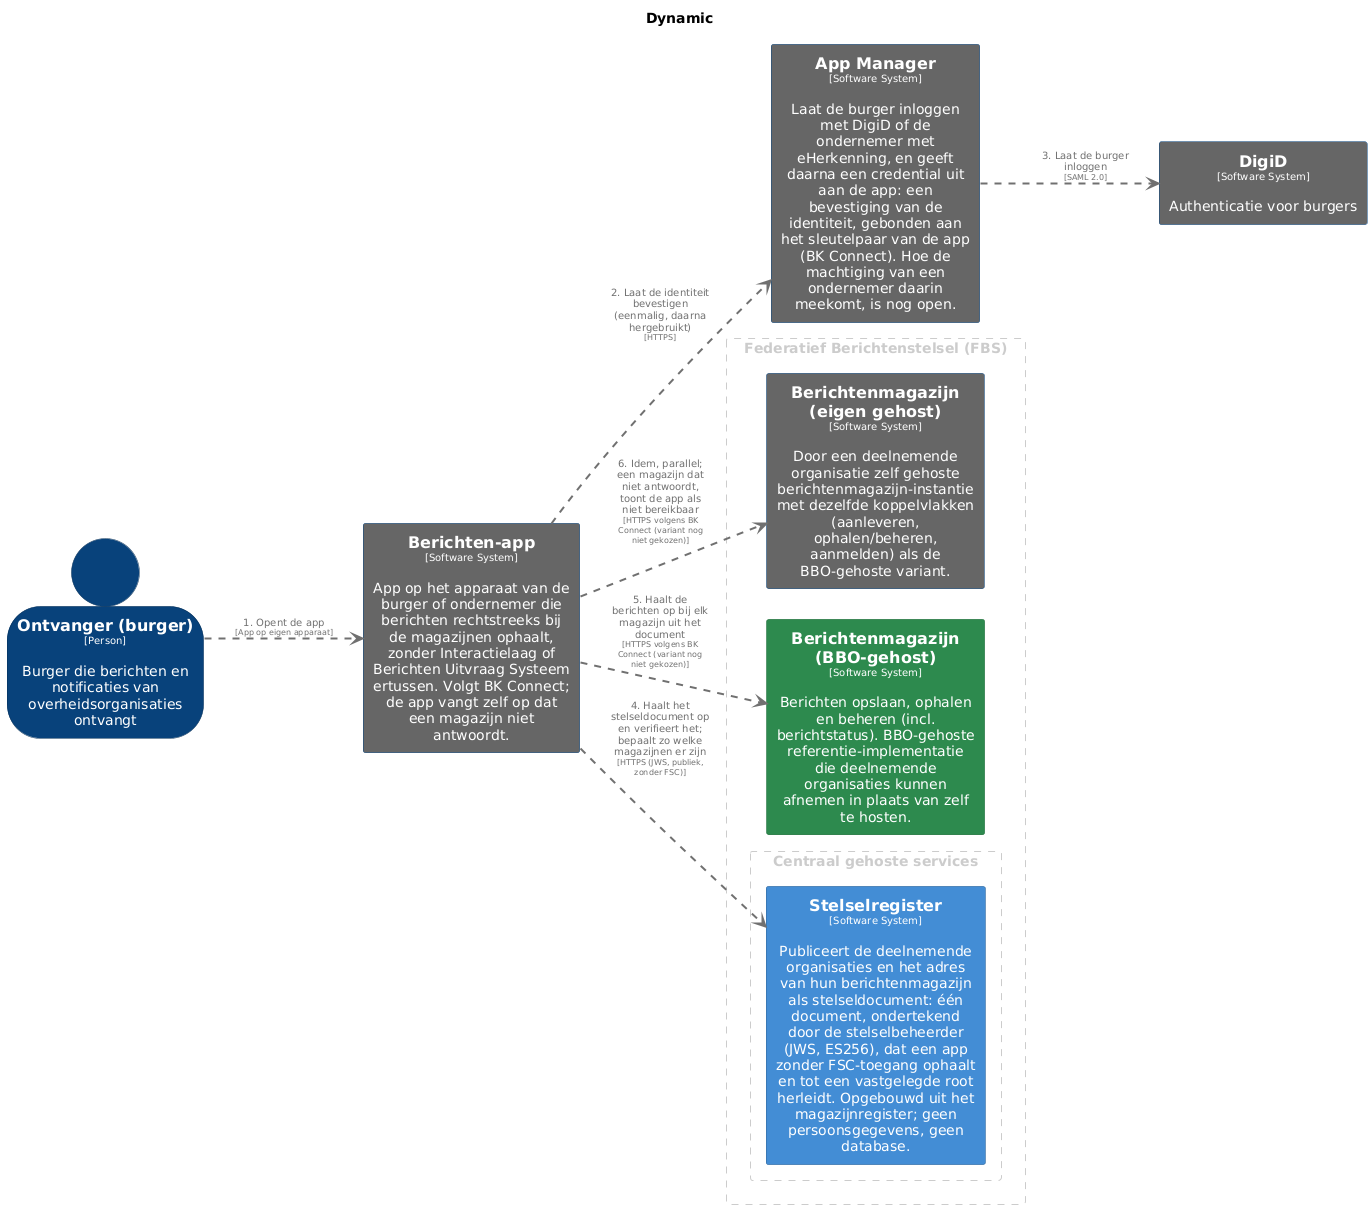 Dynamic
App Manager
[Software System]
Laat de burger inloggen
met DigiD of de
ondernemer met
eHerkenning, en geeft
daarna een credential uit
aan de app: een
bevestiging van de
identiteit, gebonden aan
het sleutelpaar van de app
(BK Connect). Hoe de
machtiging van een
ondernemer daarin
meekomt, is nog open.
3. Laat de burger
inloggen
[SAML 2.0]
DigiD
[Software System]
Authenticatie voor burgers
2. Laat de identiteit
bevestigen
(eenmalig, daarna
hergebruikt)
[HTTPS]
Federatief Berichtenstelsel (FBS)
Berichtenmagazijn
(eigen gehost)
[Software System]
Door een deelnemende
organisatie zelf gehoste
berichtenmagazijn-instantie
met dezelfde koppelvlakken
(aanleveren,
ophalen/beheren,
aanmelden) als de
BBO-gehoste variant.
6. Idem, parallel;
een magazijn dat
niet antwoordt,
toont de app als
niet bereikbaar
[HTTPS volgens BK
Connect (variant nog
niet gekozen)]
Ontvanger (burger)
[Person]
Burger die berichten en
notificaties van
overheidsorganisaties
ontvangt
1. Opent de app
[App op eigen apparaat]
Berichten-app
[Software System]
App op het apparaat van de
burger of ondernemer die
berichten rechtstreeks bij
de magazijnen ophaalt,
zonder Interactielaag of
Berichten Uitvraag Systeem
ertussen. Volgt BK Connect;
de app vangt zelf op dat
een magazijn niet
antwoordt.
5. Haalt de
berichten op bij elk
magazijn uit het
document
[HTTPS volgens BK
Connect (variant nog
niet gekozen)]
Berichtenmagazijn
(BBO-gehost)
[Software System]
Berichten opslaan, ophalen
en beheren (incl.
berichtstatus). BBO-gehoste
referentie-implementatie
die deelnemende
organisaties kunnen
afnemen in plaats van zelf
te hosten.
4. Haalt het
stelseldocument op
en verifieert het;
bepaalt zo welke
magazijnen er zijn
[HTTPS (JWS, publiek,
zonder FSC)]
Centraal gehoste services
Stelselregister
[Software System]
Publiceert de deelnemende
organisaties en het adres
van hun berichtenmagazijn
als stelseldocument: één
document, ondertekend
door de stelselbeheerder
(JWS, ES256), dat een app
zonder FSC-toegang ophaalt
en tot een vastgelegde root
herleidt. Opgebouwd uit het
magazijnregister; geen
persoonsgegevens, geen
database.